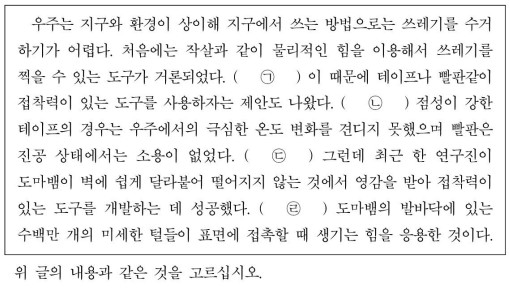 우주는 지구와 환경이 상이해 지구에서 쓰는 방법으로는 쓰레기를 수거
하기가 어렵다. 처음에는 작살과 같이 물리적인 힘을 이용해서 쓰레기를
찍을 수 있는 도구가 거론되었다. ( ㉠ ) 이 때문에 테이프나 빨판같이
접착력이 있는 도구를 사용하자는 제안도 나왔다. ( ㉡ ) 점성이 강한
테이프의 경우는 우주에서의 극심한 온도 변화를 견디지 못했으며 빨판은
진공 상태에서는 소용이 없었다. ( ㉢ ) 그런데 최근 한 연구진이
도마뱀이 벽에 쉽게 달라붙어 떨어지지 않는 것에서 영감을 받아 접착력이
있는 도구를 개발하는 데 성공했다. ( ㉣ ) 도마뱀의 발바닥에 있는
수백만 개의 미세한 털들이 표면에 접촉할 때 생기는 힘을 응용한 것이다.
위 글의 내용과 같은 것을 고르십시오.